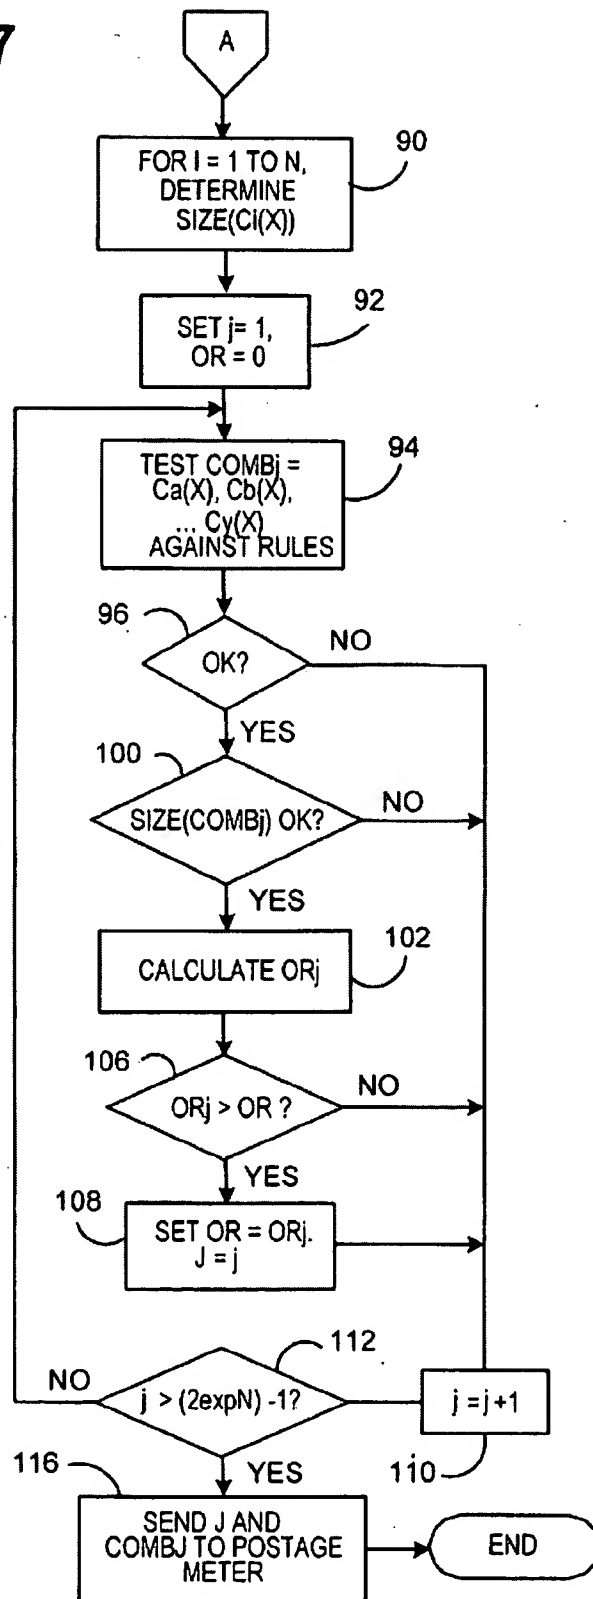 7
A
FOR I = 1 TO N,
DETERMINE
SIZE(Ci(X))
90
SET j= 1,
OR = 0
92
TEST COMBj =
Ca(X), Cb(X),
... Cy(X)
AGAINST RULES
94
96
OK?
NO
YES
100
SIZE(COMBj) OK?
NO
YES
CALCULATE ORj
102
106
ORj > OR ?
NO
YES
108
SET OR = ORj.
J = j
112
NO
j > (2expN) -1?
j =j+1
110
YES
116
SEND J AND
COMBJ TO POSTAGE
METER
END